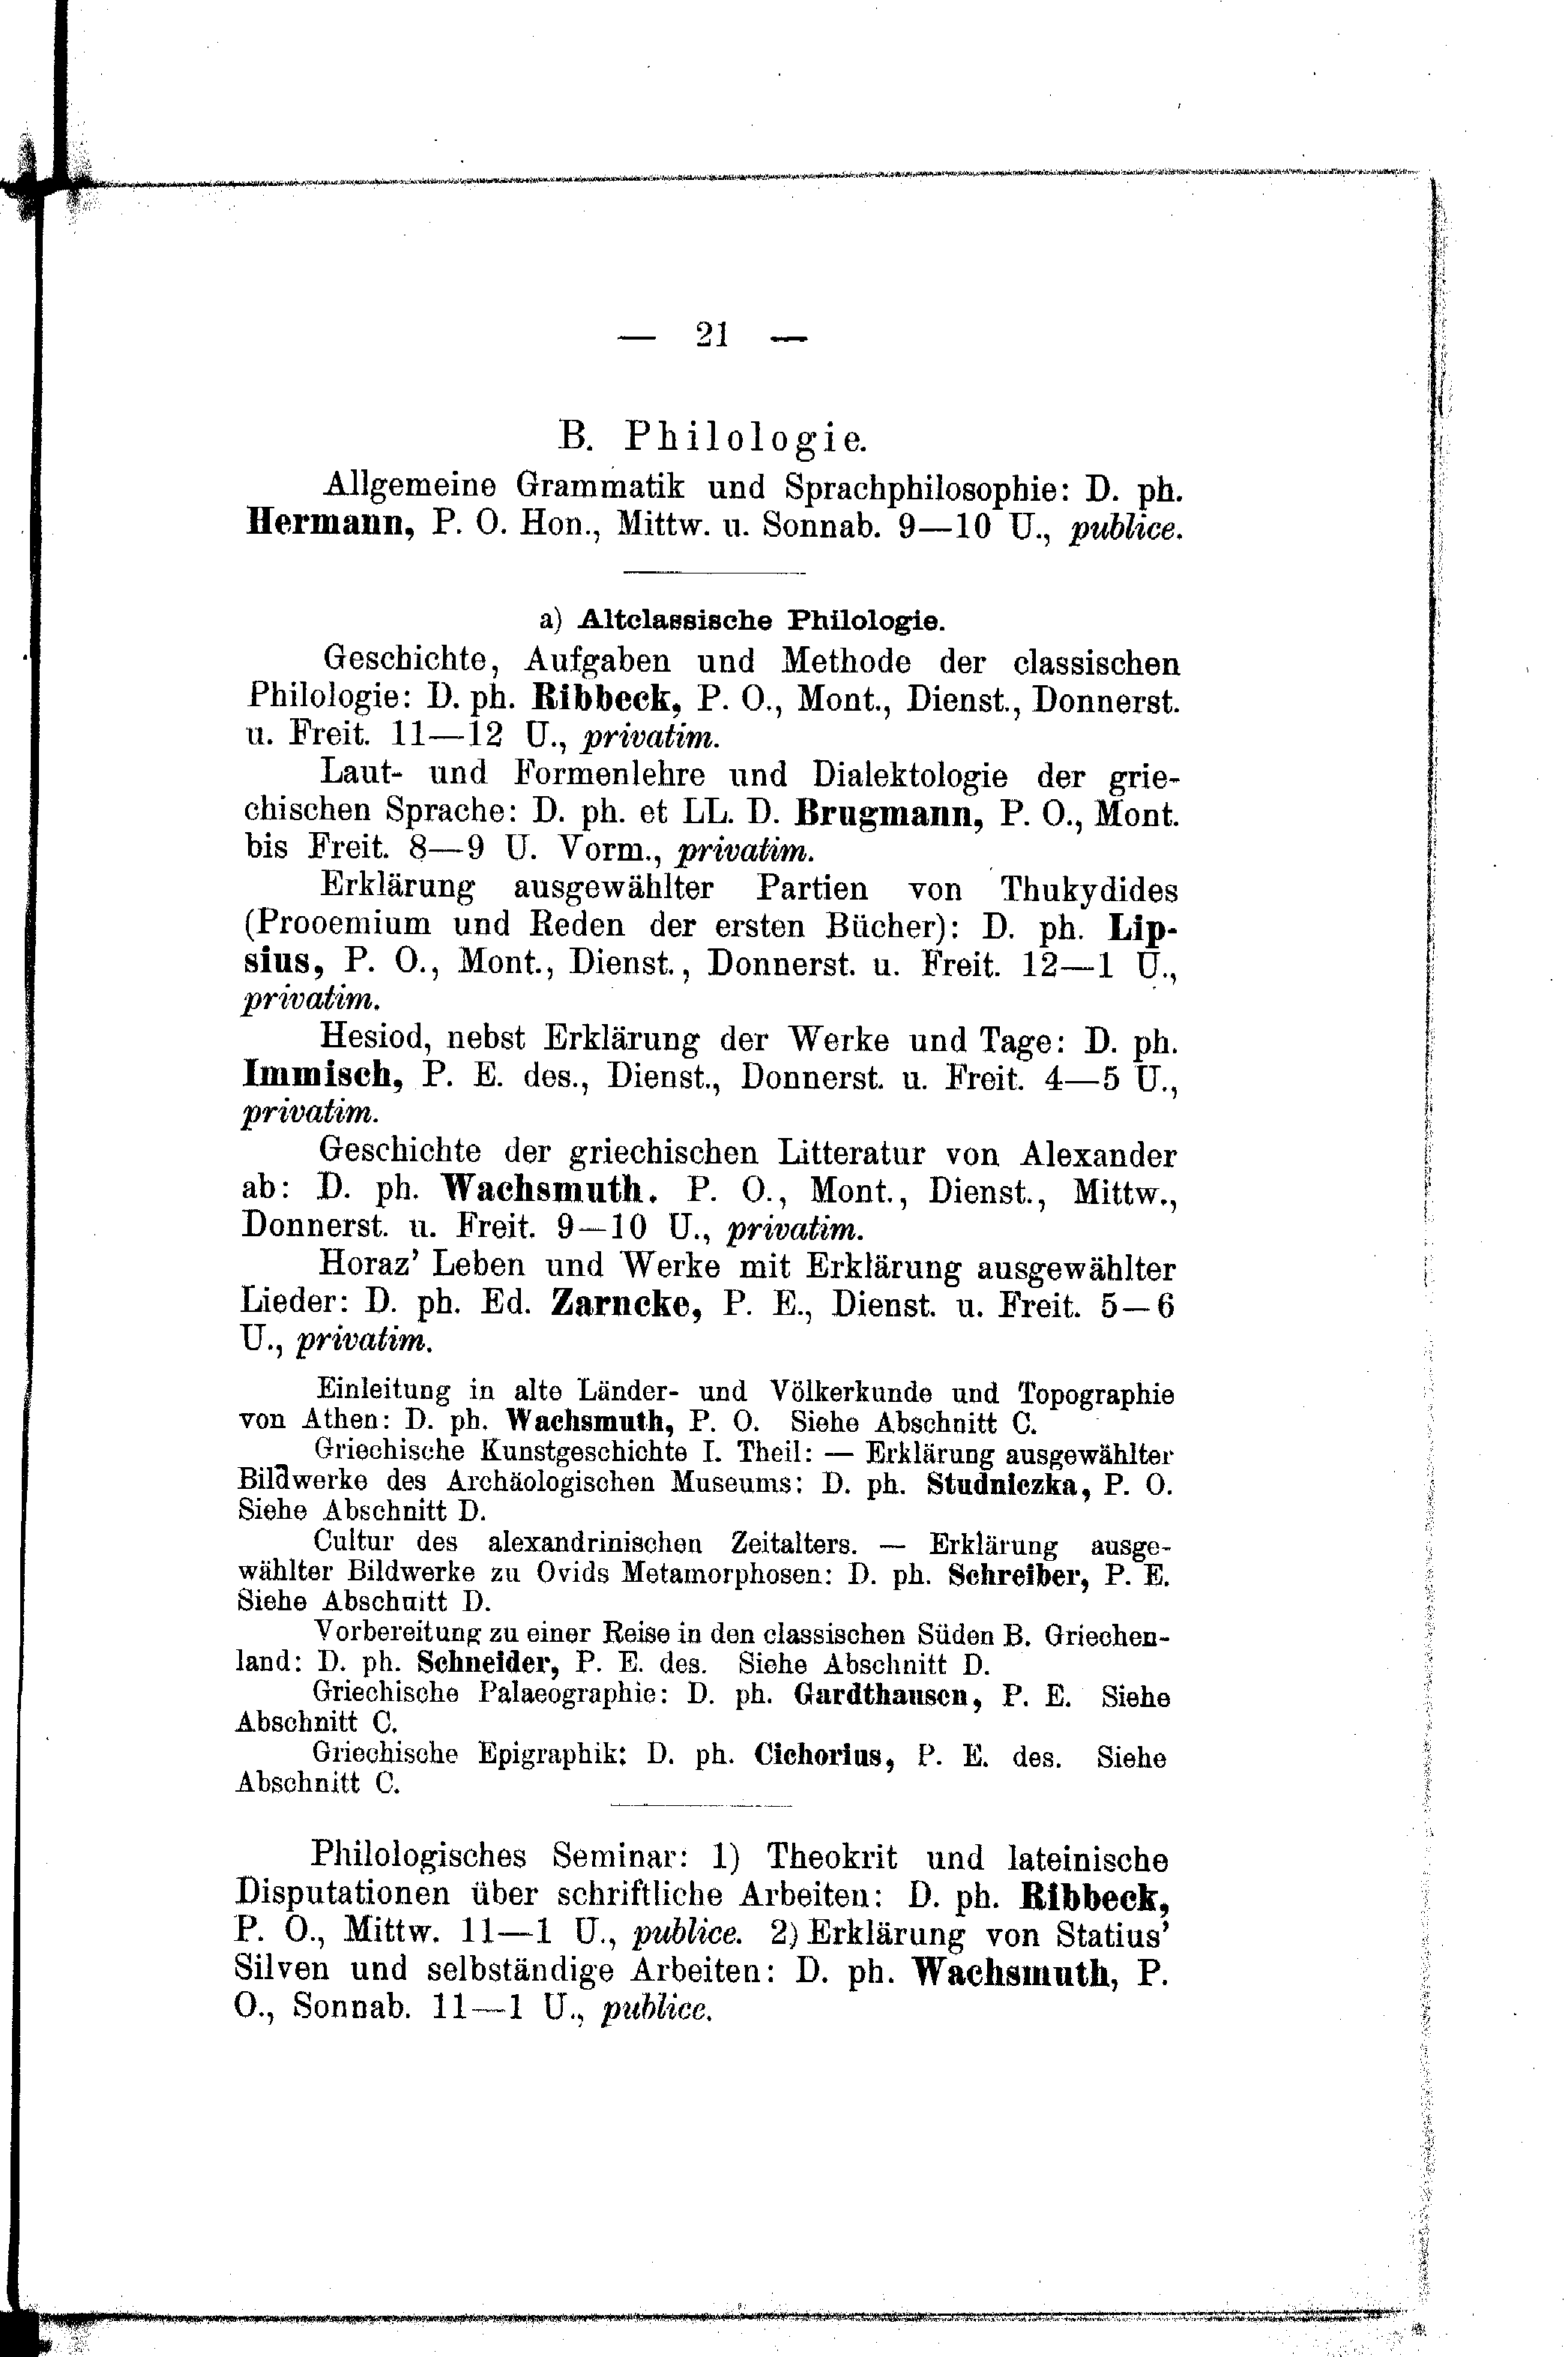 — 21 —
B. Philologie.
Allgemeine Grammatik und Sprachphilosophie: D. ph.
Hermann, P. O. Hon., Mittw. u. Sonnab. 9—10 U., publice.
a) Altclassische Philologie.
Geschichte, Aufgaben und Methode der classischen
Philologie: D. ph. Ribbeck, P. O., Mont., Dienst., Donnerst.
u. Freit. 11—12 U., privatim.
Laut- und Formenlehre und Dialektologie der grie-
chischen Sprache: D. ph. et LL. D. Brugmann, P. O., Mont.
bis Freit. 8—9 U. Vorm., privatim.
Erklärung ausgewählter Partien von Thukydides
(Prooemium und Reden der ersten Bücher): D. ph. Lip-
sius, P. O., Mont., Dienst., Donnerst. u. Freit. 12—1 U.,
privatim.
Hesiod, nebst Erklärung der Werke und Tage: D. ph.
Immisch, P. E. des., Dienst., Donnerst. u. Freit. 4—5 U.,
privatim.
Geschichte der griechischen Litteratur von Alexander
ab: D. ph. Wachsmuth. P. O., Mont., Dienst., Mittw.,
Donnerst. u. Freit. 9—10 U., privatim.
Horaz' Leben und Werke mit Erklärung ausgewählter
Lieder: D. ph. Ed. Zarncke, P. E., Dienst. u. Freit. 5—6
U., privatim.
Einleitung in alte Länder- und Völkerkunde und Topographie
von Athen: D. ph. Wachsmuth, P. O. Siehe Abschnitt C.
Griechische Kunstgeschichte I. Theil: — Erklärung ausgewählter
Bildwerke des Archäologischen Museums: D. ph. Studniczka, P. O.
Siehe Abschnitt D.
Cultur des alexandrinischen Zeitalters. — Erklärung ausge-
wählter Bildwerke zu Ovids Metamorphosen: D. ph. Schreiber, P. E.
Siehe Abschnitt D.
Vorbereitung zu einer Reise in den classischen Süden B. Griechen-
land: D. ph. Schneider, P. E. des. Siehe Abschnitt D.
Griechische Palaeographie: D. ph. Gardthausen, P. E. Siehe
Abschnitt C.
Griechische Epigraphik: D. ph. Cichorius, P. E. des. Siehe
Abschnitt C.
Philologisches Seminar: 1) Theokrit und lateinische
Disputationen über schriftliche Arbeiten: D. ph. Ribbeck,
P. O., Mittw. 11—1 U., publice. 2) Erklärung von Statius'
Silven und selbständige Arbeiten: D. ph. Wachsmuth, P.
O., Sonnab. 11—1 U., publice.